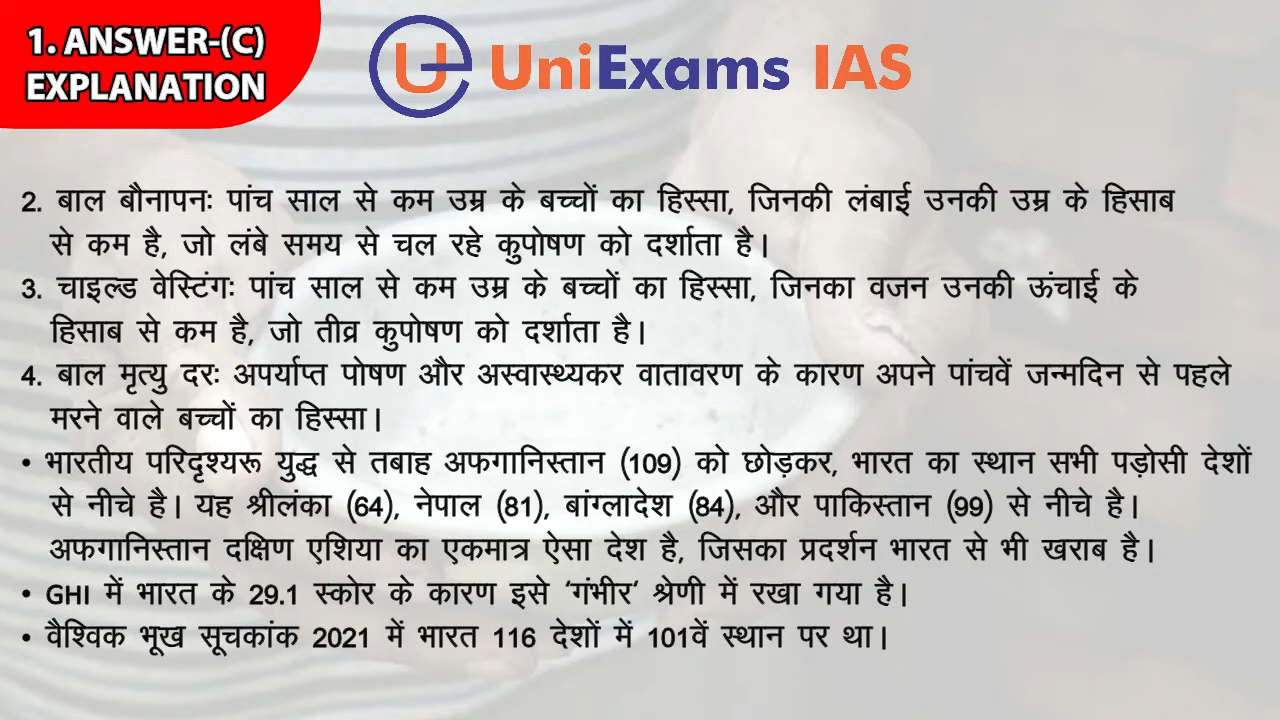 1. ANSWER-(C)
EXPLANATION
UniExams IAS
2. बाल बौनापनः पांच साल से कम उम्र के बच्चों का हिस्सा, जिनकी लंबाई उनकी उम्र के हिसाब
से कम है, जो लंबे समय से चल रहे कुपोषण को दर्शाता है।
3. चाइल्ड वेस्टिंगः पांच साल से कम उम्र के बच्चों का हिस्सा, जिनका वजन उनकी ऊंचाई के
हिसाब से कम है, जो तीव्र कुपोषण को दर्शाता है।
4. बाल मृत्यु दरः अपर्याप्त पोषण और अस्वास्थ्यकर वातावरण के कारण अपने पांचवें जन्मदिन से पहले
मरने वाले बच्चों का हिस्सा।
• भारतीय परिदृश्यरू युद्ध से तबाह अफगानिस्तान (109) को छोड़कर, भारत का स्थान सभी पड़ोसी देशों
से नीचे है। यह श्रीलंका (64), नेपाल (81), बांग्लादेश (84), और पाकिस्तान (99) से नीचे है।
अफगानिस्तान दक्षिण एशिया का एकमात्र ऐसा देश है, जिसका प्रदर्शन भारत से भी खराब है।
• GHI में भारत के 29.1 स्कोर के कारण इसे ‘गंभीर’ श्रेणी में रखा गया है।
• वैश्विक भूख सूचकांक 2021 में भारत 116 देशों में 101वें स्थान पर था।